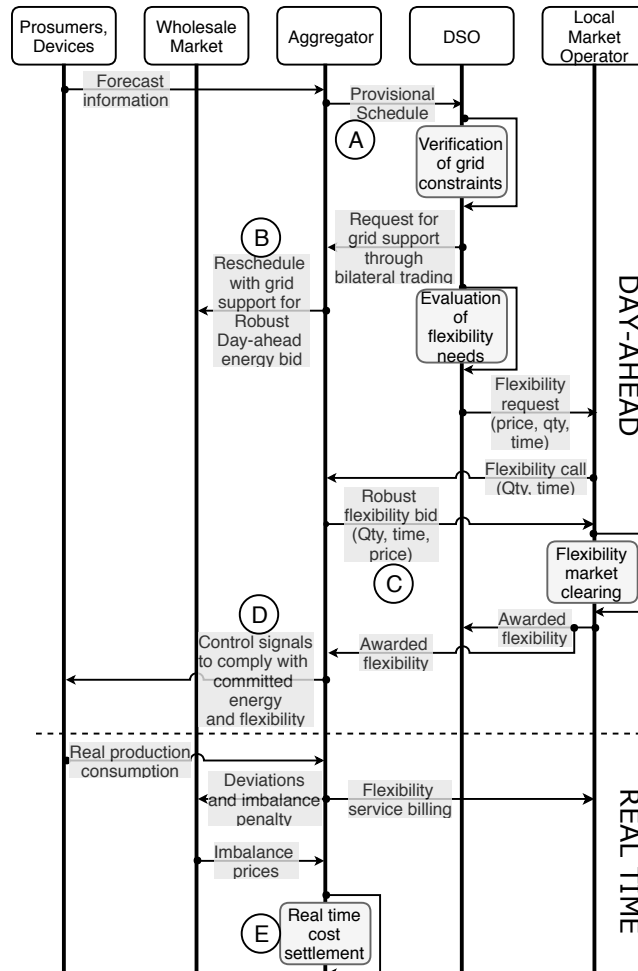 Prosumers,
Devices
Wholesale
Market
Aggregator
DSO
Local
Market
Operator
Forecast
information
Provisional
Schedule
A
Verification
of grid
constraints
Request for
grid support
through
bilateral trading
B
Reschedule
with grid
support for
Robust
Day-ahead
energy bid
Evaluation
of
flexibility
needs
DAY-AHEAD
Flexibility
request
(price, qty,
time)
Flexibility call
(Qty, time)
Robust
flexibility bid
(Qty, time,
price)
C
Flexibility
market
clearing
Awarded
flexibility
Awarded
flexibility
D
Control signals
to comply with
committed
energy
and flexibility
Real production
consumption
Deviations
and imbalance
penalty
Flexibility
service billing
Imbalance
prices
REAL TIME
E
Real time
cost
settlement